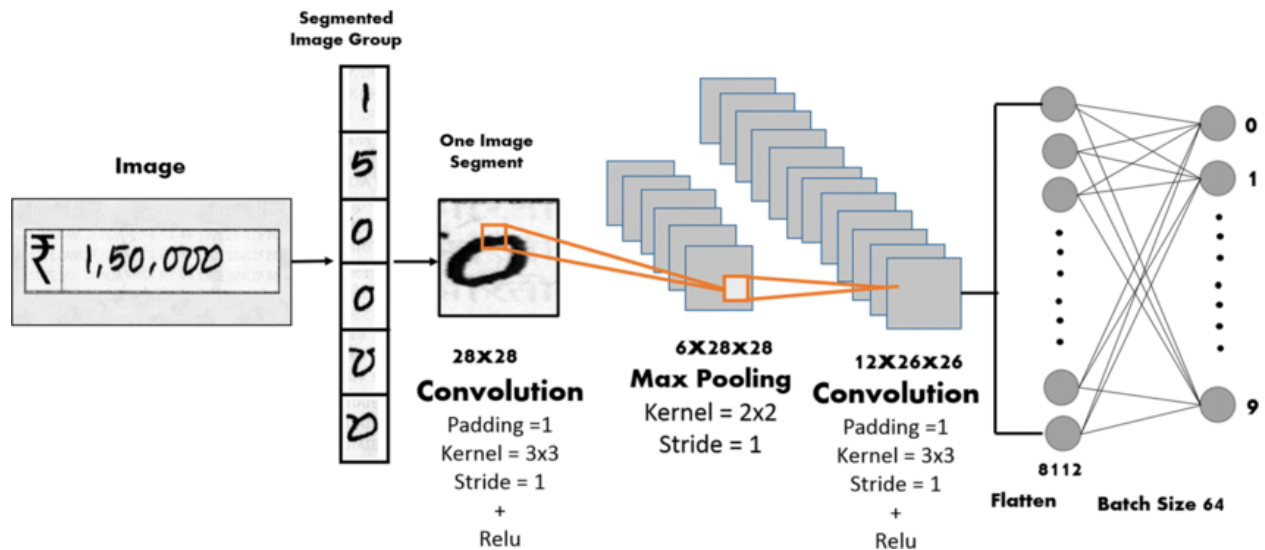 Segmented
Image Group
Image
₹ 1,50,000
1
5
0
0
0
0
One Image
Segment
28X28
Convolution
Padding =1
Kernel = 3x3
Stride = 1
+
Relu
6X28X28
Max Pooling
Kernel = 2x2
Stride = 1
12X26X26
Convolution
Padding =1
Kernel = 3x3
Stride = 1
+
Relu
8112
Flatten
0
1
9
Batch Size 64